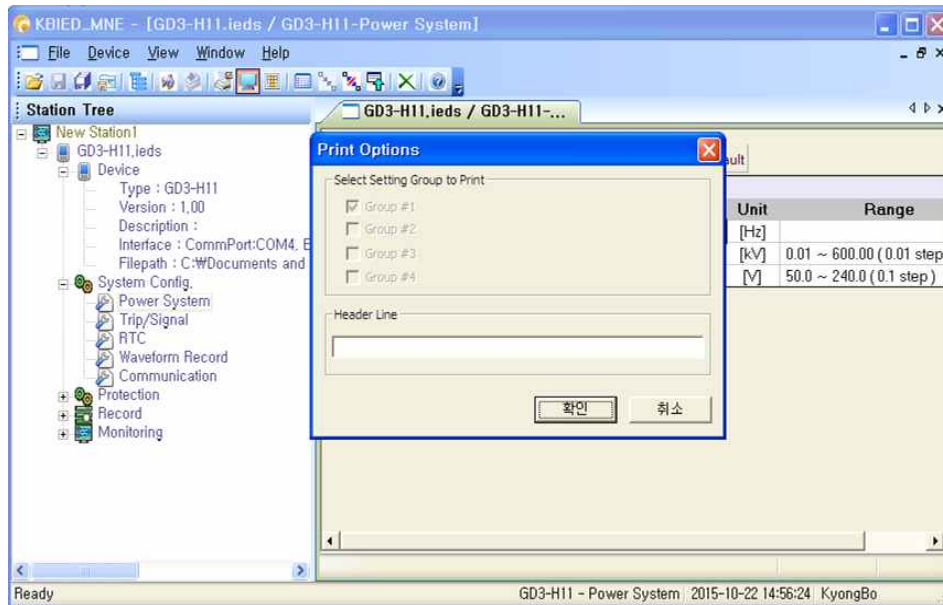 KBIED_MNE - [GD3-H11.ieds / GD3-H11-Power System]
File Device View Window Help
Station Tree
GD3-H11.ieds / GD3-H11-...
New Station1
GD3-H11.ieds
Device
Type : GD3-H11
Version : 1,00
Description :
Interface : CommPort:COM4, B
Filepath : C:₩Documents and
System Config.
Power System
Trip/Signal
RTC
Waveform Record
Communication
Protection
Record
Monitoring
Print Options
Select Setting Group to Print
Group #1
Group #2
Group #3
Group #4
Header Line
확인 취소
ault
Unit Range
[Hz]
[kV] 0.01 ~ 600.00 ( 0.01 step
[V] 50.0 ~ 240.0 ( 0.1 step )
Ready GD3-H11 - Power System 2015-10-22 14:56:24 KyongBo